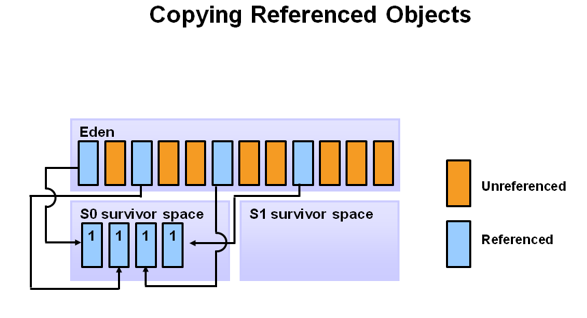 Copying Referenced Objects
Eden
Unreferenced
S0 survivor space
S1 survivor space
1 1 1 1
Referenced